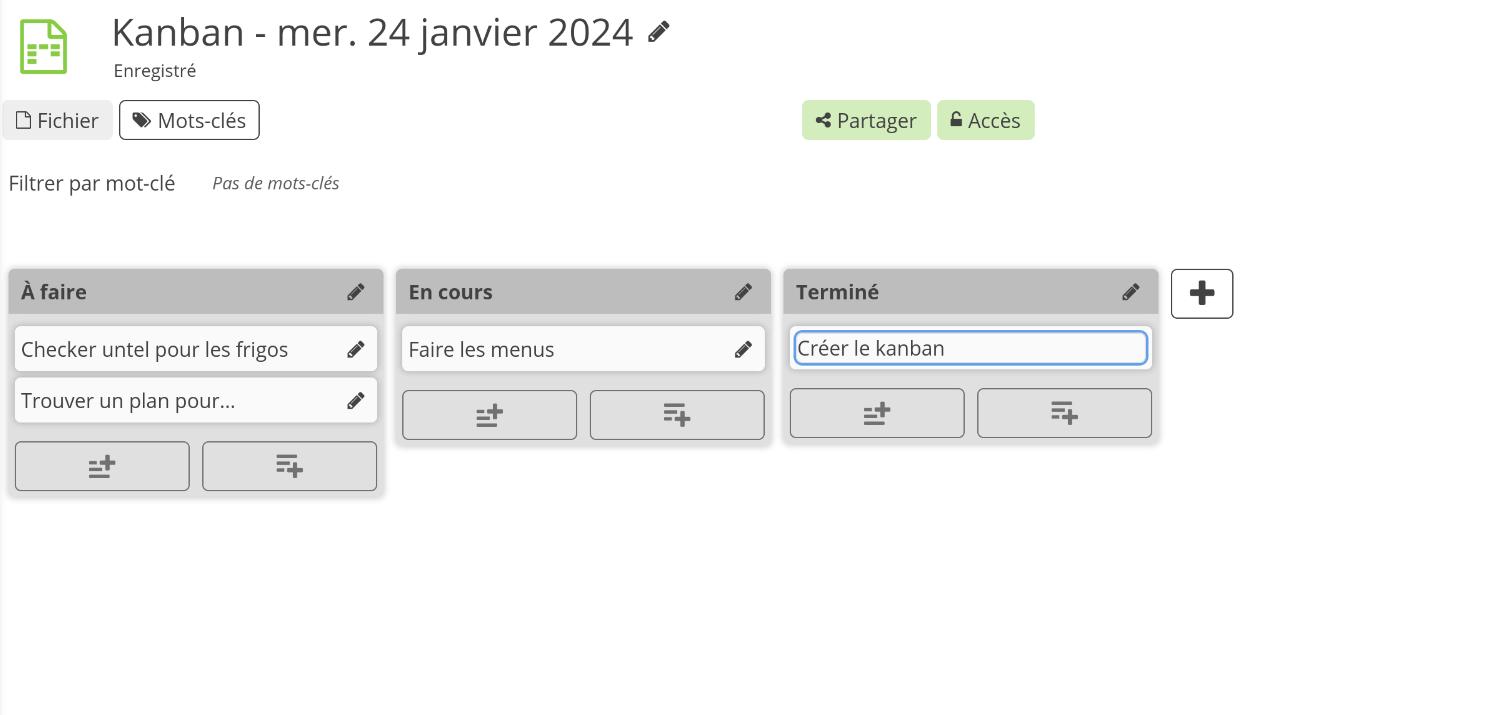 Kanban - mer. 24 janvier 2024
Enregistré
Fichier
Mots-clés
Partager
Accès
Filtrer par mot-clé
Pas de mots-clés
À faire
Checker untel pour les frigos
Trouver un plan pour...
En cours
Faire les menus
Terminé
Créer le kanban